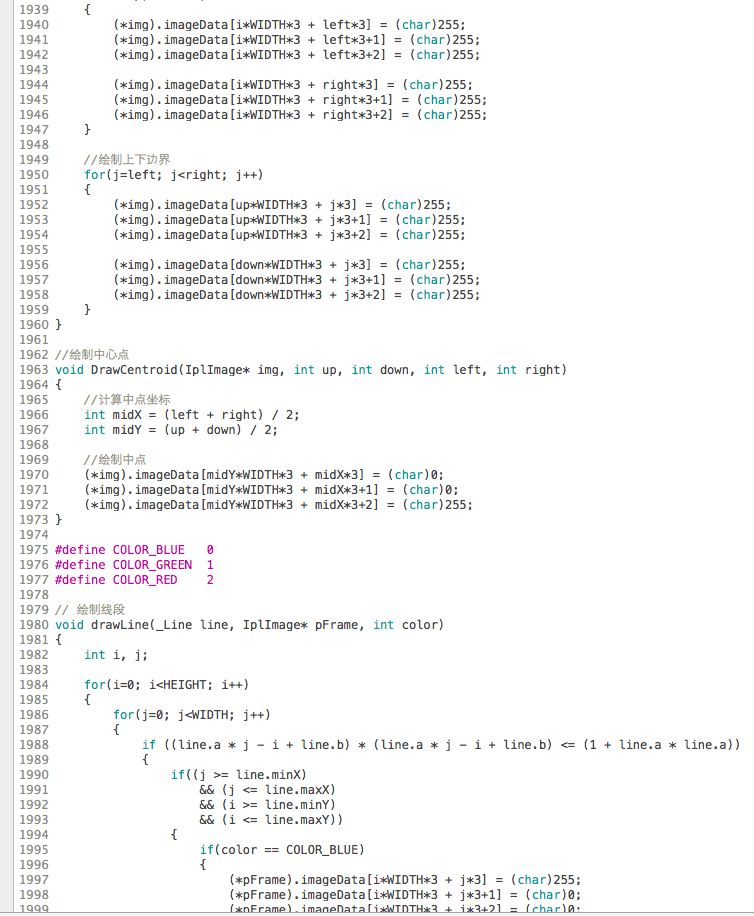 1939     {
1940         (*img).imageData[i*WIDTH*3 + left*3] = (char)255;
1941         (*img).imageData[i*WIDTH*3 + left*3+1] = (char)255;
1942         (*img).imageData[i*WIDTH*3 + left*3+2] = (char)255;
1943
1944         (*img).imageData[i*WIDTH*3 + right*3] = (char)255;
1945         (*img).imageData[i*WIDTH*3 + right*3+1] = (char)255;
1946         (*img).imageData[i*WIDTH*3 + right*3+2] = (char)255;
1947     }
1948
1949     //绘制上下边界
1950     for(j=left; j<right; j++)
1951     {
1952         (*img).imageData[up*WIDTH*3 + j*3] = (char)255;
1953         (*img).imageData[up*WIDTH*3 + j*3+1] = (char)255;
1954         (*img).imageData[up*WIDTH*3 + j*3+2] = (char)255;
1955
1956         (*img).imageData[down*WIDTH*3 + j*3] = (char)255;
1957         (*img).imageData[down*WIDTH*3 + j*3+1] = (char)255;
1958         (*img).imageData[down*WIDTH*3 + j*3+2] = (char)255;
1959     }
1960 }
1961
1962 //绘制中心点
1963 void DrawCentroid(IplImage* img, int up, int down, int left, int right)
1964 {
1965     //计算中点坐标
1966     int midX = (left + right) / 2;
1967     int midY = (up + down) / 2;
1968
1969     //绘制中点
1970     (*img).imageData[midY*WIDTH*3 + midX*3] = (char)0;
1971     (*img).imageData[midY*WIDTH*3 + midX*3+1] = (char)0;
1972     (*img).imageData[midY*WIDTH*3 + midX*3+2] = (char)255;
1973 }
1974
1975 #define COLOR_BLUE   0
1976 #define COLOR_GREEN  1
1977 #define COLOR_RED    2
1978
1979 // 绘制线段
1980 void drawLine(_Line line, IplImage* pFrame, int color)
1981 {
1982     int i, j;
1983
1984     for(i=0; i<HEIGHT; i++)
1985     {
1986         for(j=0; j<WIDTH; j++)
1987         {
1988             if ((line.a * j - i + line.b) * (line.a * j - i + line.b) <= (1 + line.a * line.a))
1989             {
1990                 if((j >= line.minX)
1991                     && (j <= line.maxX)
1992                     && (i >= line.minY)
1993                     && (i <= line.maxY))
1994                 {
1995                     if(color == COLOR_BLUE)
1996                     {
1997                         (*pFrame).imageData[i*WIDTH*3 + j*3] = (char)255;
1998                         (*pFrame).imageData[i*WIDTH*3 + j*3+1] = (char)0;
1999                         (*pFrame).imageData[i*WIDTH*3 + j*3+2] = (char)0;